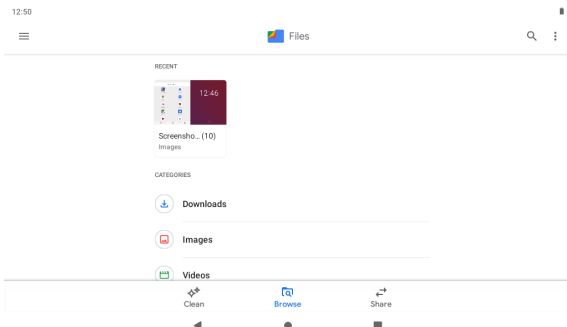 12:50
Files
RECENT
12:46
Screensho... (10)
Images
CATEGORIES
Downloads
Images
Videos
Clean
Browse
Share